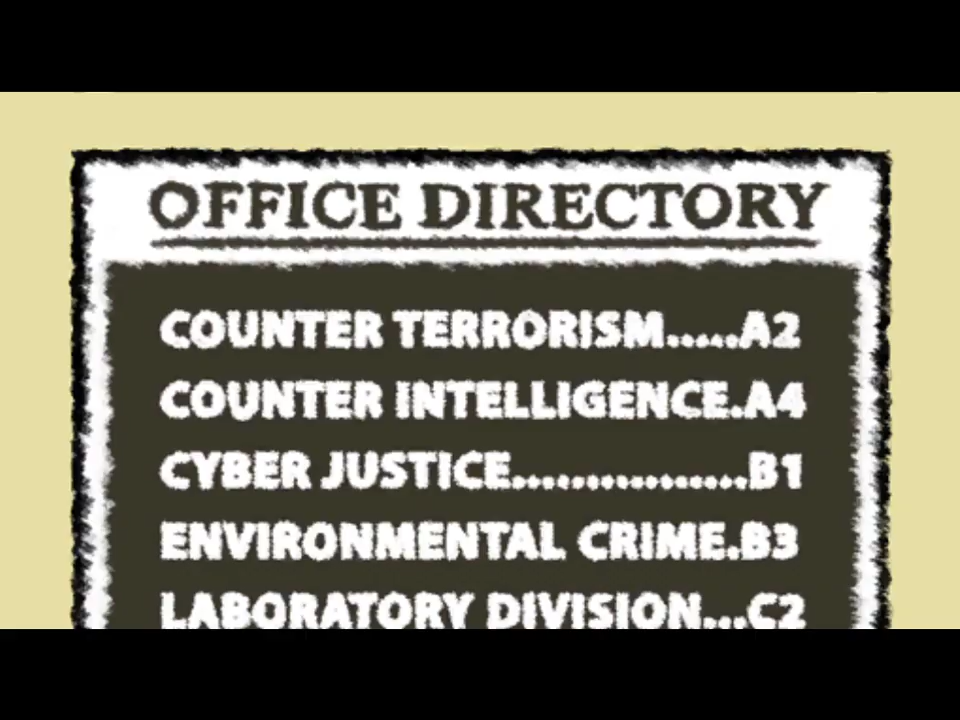 OFFICE DIRECTORY
COUNTER TERRORISM.....A2
COUNTER INTELLIGENCE.A4
CYBER JUSTICE................B1
ENVIRONMENTAL CRIME.B3
LABORATORY DIVISION...C2